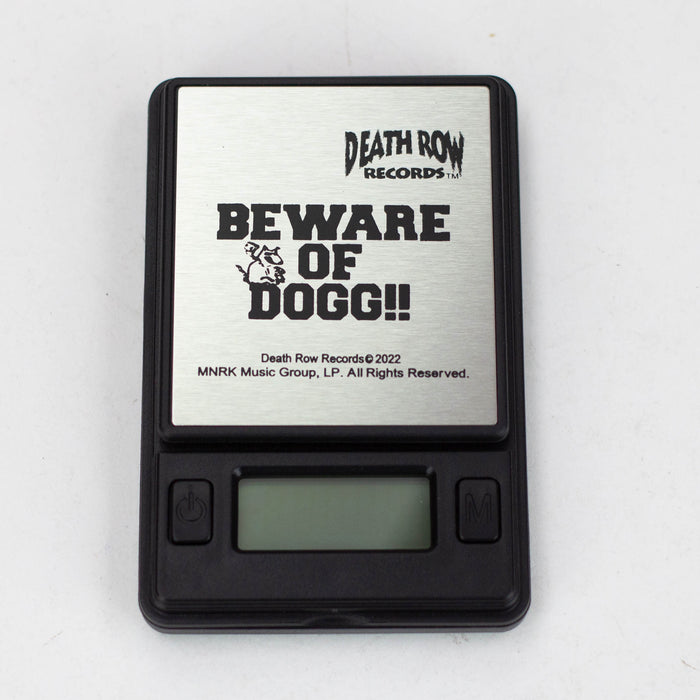 DEATH ROW
RECORDS™
BEWARE
OF
DOGG!!
Death Row Records© 2022
MNRK Music Group, LP. All Rights Reserved.
M